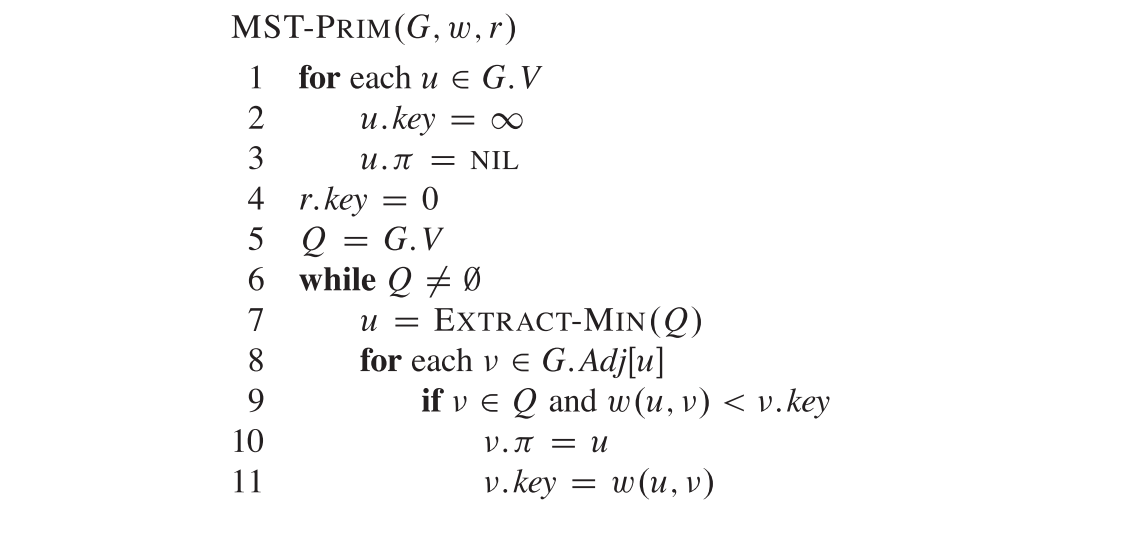 MST-PRIM(G, w, r)
1 for each u ∈ G.V
2 u.key = ∞
3 u.π = NIL
4 r.key = 0
5 Q = G.V
6 while Q ≠ ∅
7 u = EXTRACT-MIN(Q)
8 for each v ∈ G.Adj[u]
9 if v ∈ Q and w(u, v) < v.key
10 v.π = u
11 v.key = w(u, v)